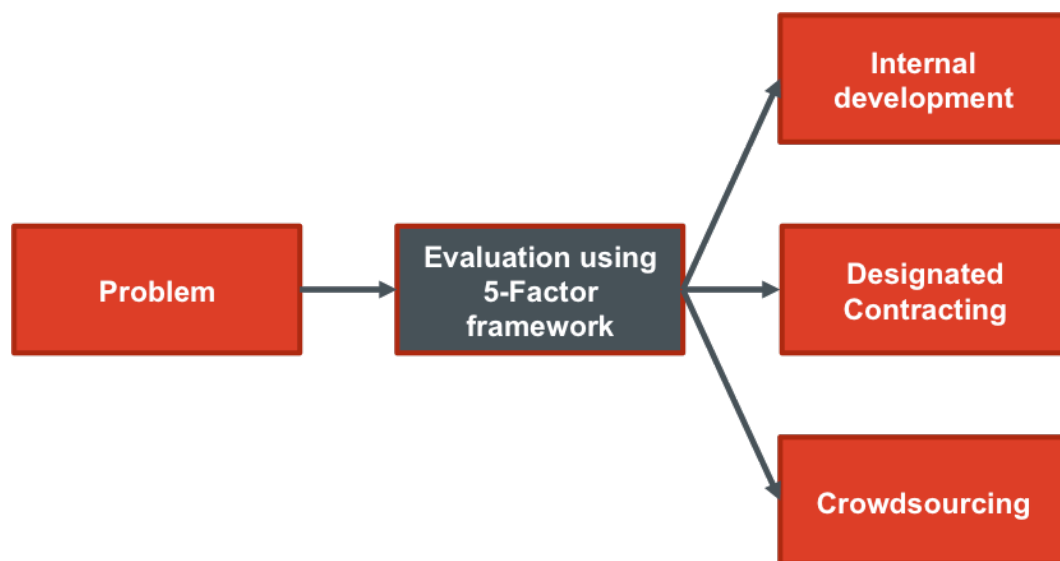 Problem
Evaluation using
5-Factor
framework
Internal
development
Designated
Contracting
Crowdsourcing